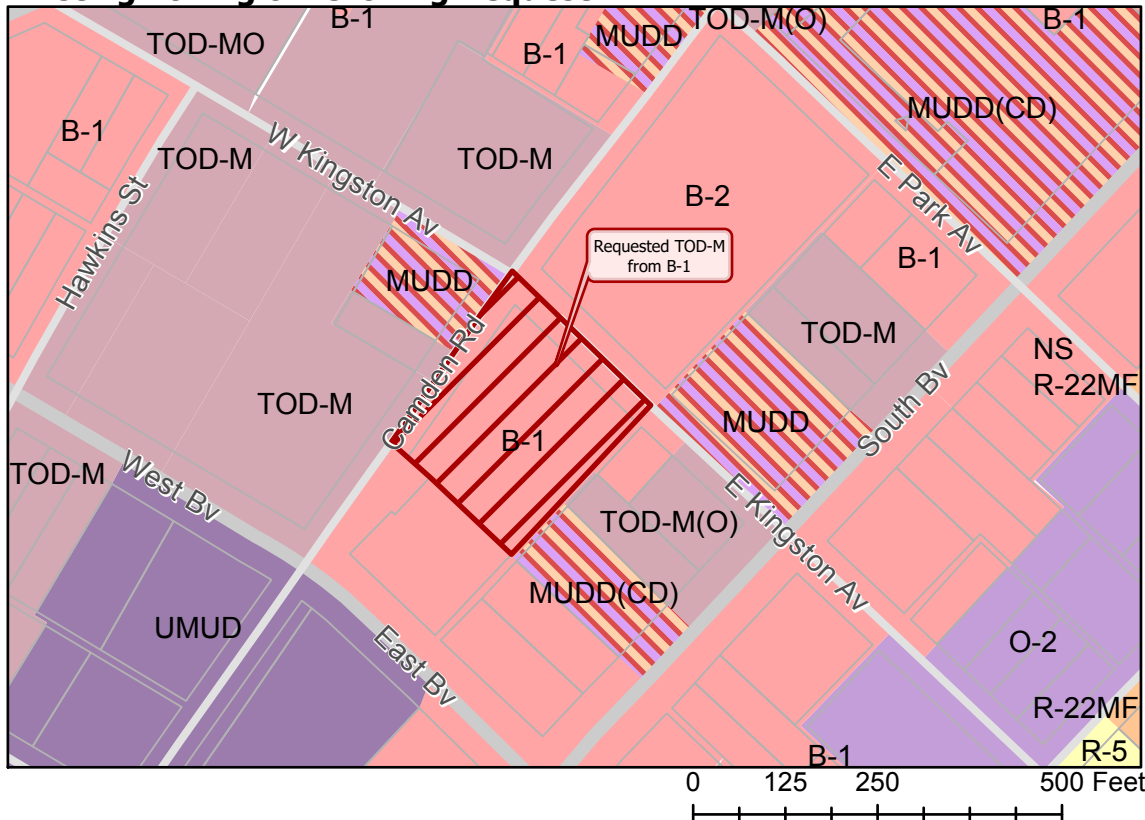 B-1
TOD-M(O)
B-1
TOD-MO
MUDD
B-1
MUDD(CD)
B-1
TOD-M
W Kingston Av
TOD-M
E Park Av
B-2
Hawkins St
Requested TOD-M
from B-1
B-1
MUDD
TOD-M
NS
R-22MF
Camden Rd
TOD-M
South Bv
MUDD
B-1
TOD-M
West Bv
E Kingston Av
TOD-M(O)
MUDD(CD)
UMUD
East Bv
O-2
R-22MF
B-1
R-5
0 125 250 500 Feet